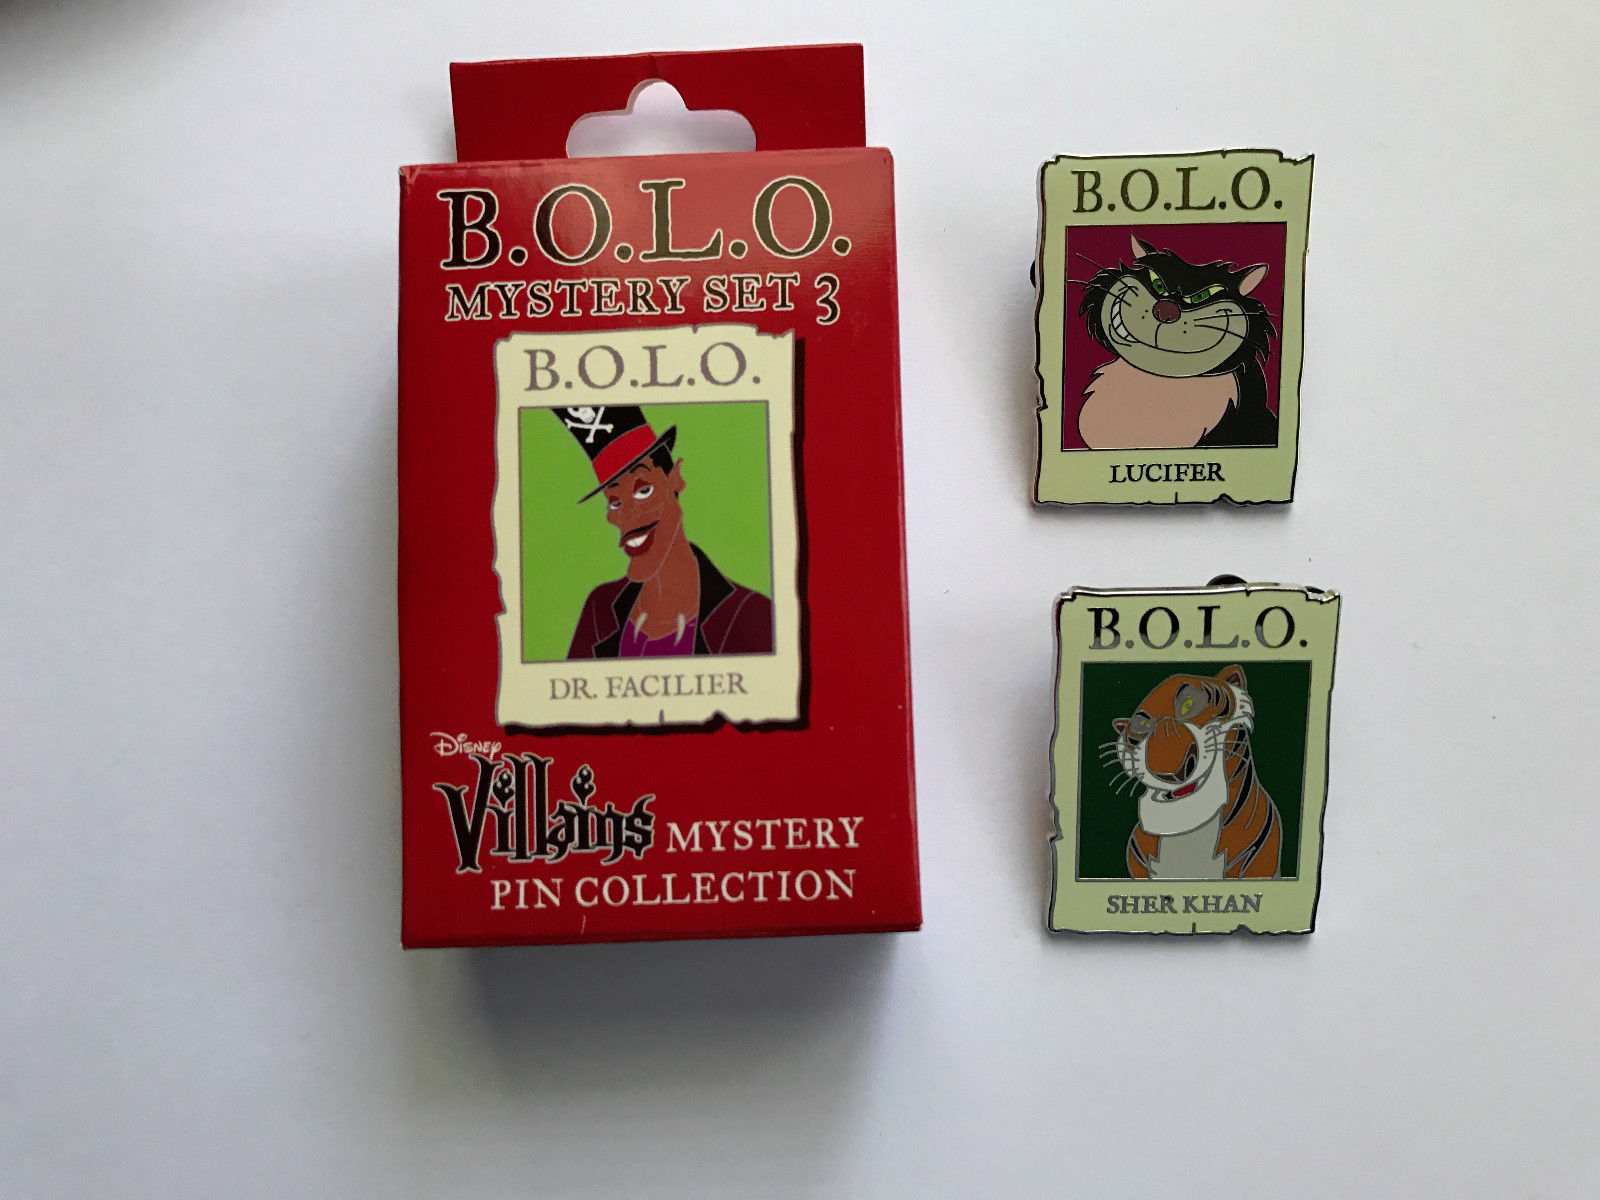 B.O.L.O.
MYSTERY SET 3
B.O.L.O.
DR. FACILIER
DISNEY
Villains MYSTERY
PIN COLLECTION
B.O.L.O.
LUCIFER
B.O.L.O.
SHER KHAN